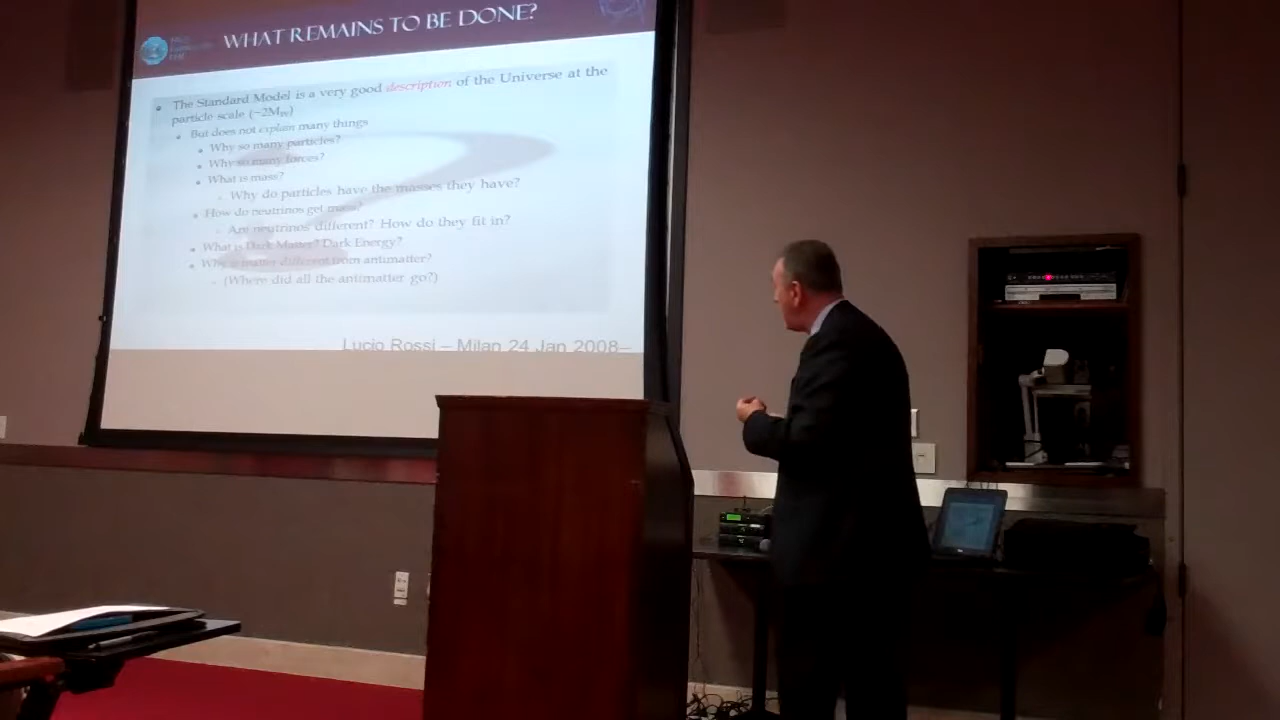 WHAT REMAINS TO BE DONE?
The Standard Model is a very good description of the Universe at the
particle scale (~2M
But does not explain many things
Why so many particles?
Why so many forces?
What is mass?
Why do particles have the masses they have?
How do neutrinos get mass?
Are neutrinos different? How do they fit in?
What is Dark Matter? Dark Energy?
Why is matter different from antimatter?
(Where did all the antimatter go?)
Lucio Rossi – Milan 24 Jan 2008–